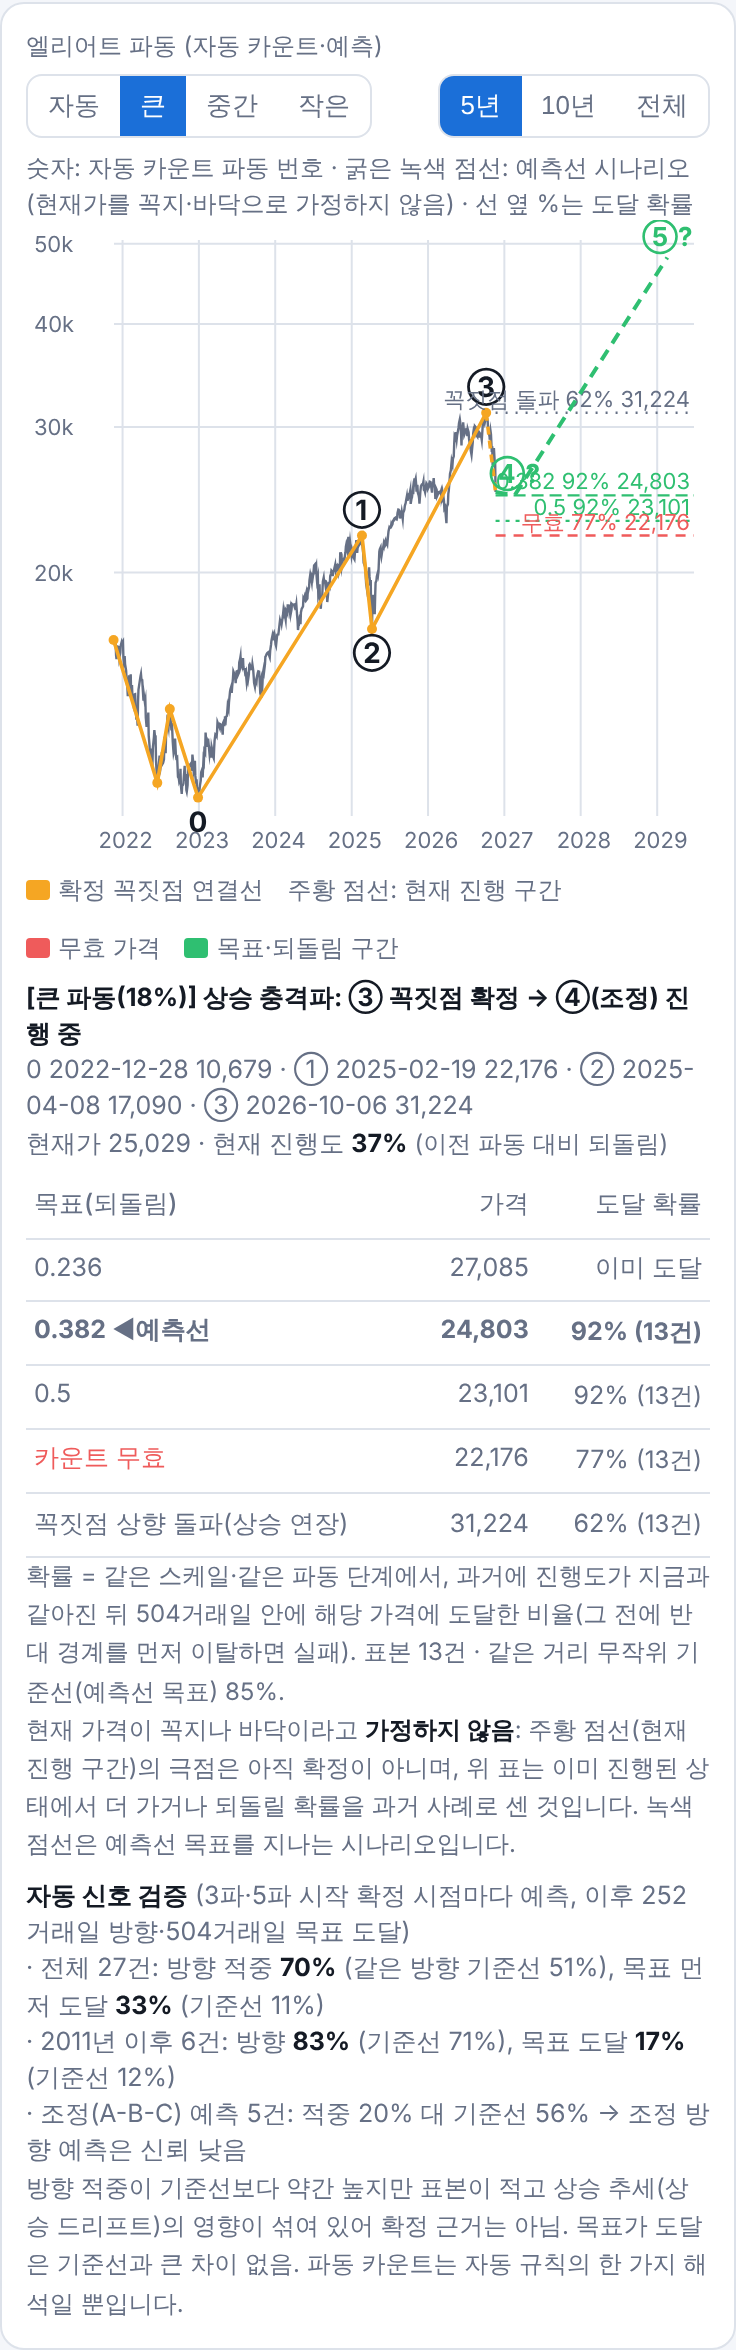 엘리어트 파동 (자동 카운트·예측)
자동 큰 중간 작은 5년 10년 전체
숫자: 자동 카운트 파동 번호 · 굵은 녹색 점선: 예측선 시나리오
(현재가를 꼭지·바닥으로 가정하지 않음) · 선 옆 %는 도달 확률
50k
⑤?
40k
③
꼭짓점 돌파 62% 31,224
30k
④?
0.382 92% 24,803
0.5 92% 23,101
무효 77% 22,176
①
20k
②
0
2022 2023 2024 2025 2026 2027 2028 2029
확정 꼭짓점 연결선 주황 점선: 현재 진행 구간
무효 가격 목표·되돌림 구간
[큰 파동(18%)] 상승 충격파: ③ 꼭짓점 확정 → ④(조정) 진
행 중
0 2022-12-28 10,679 · ① 2025-02-19 22,176 · ② 2025-
04-08 17,090 · ③ 2026-10-06 31,224
현재가 25,029 · 현재 진행도 37% (이전 파동 대비 되돌림)
목표(되돌림) 가격 도달 확률
0.236 27,085 이미 도달
0.382 ◀예측선 24,803 92% (13건)
0.5 23,101 92% (13건)
카운트 무효 22,176 77% (13건)
꼭짓점 상향 돌파(상승 연장) 31,224 62% (13건)
확률 = 같은 스케일·같은 파동 단계에서, 과거에 진행도가 지금과
같아진 뒤 504거래일 안에 해당 가격에 도달한 비율(그 전에 반
대 경계를 먼저 이탈하면 실패). 표본 13건 · 같은 거리 무작위 기
준선(예측선 목표) 85%.
현재 가격이 꼭지나 바닥이라고 가정하지 않음: 주황 점선(현재
진행 구간)의 극점은 아직 확정이 아니며, 위 표는 이미 진행된 상
태에서 더 가거나 되돌릴 확률을 과거 사례로 센 것입니다. 녹색
점선은 예측선 목표를 지나는 시나리오입니다.
자동 신호 검증 (3파·5파 시작 확정 시점마다 예측, 이후 252
거래일 방향·504거래일 목표 도달)
· 전체 27건: 방향 적중 70% (같은 방향 기준선 51%), 목표 먼
저 도달 33% (기준선 11%)
· 2011년 이후 6건: 방향 83% (기준선 71%), 목표 도달 17%
(기준선 12%)
· 조정(A-B-C) 예측 5건: 적중 20% 대 기준선 56% → 조정 방
향 예측은 신뢰 낮음
방향 적중이 기준선보다 약간 높지만 표본이 적고 상승 추세(상
승 드리프트)의 영향이 섞여 있어 확정 근거는 아님. 목표가 도달
은 기준선과 큰 차이 없음. 파동 카운트는 자동 규칙의 한 가지 해
석일 뿐입니다.